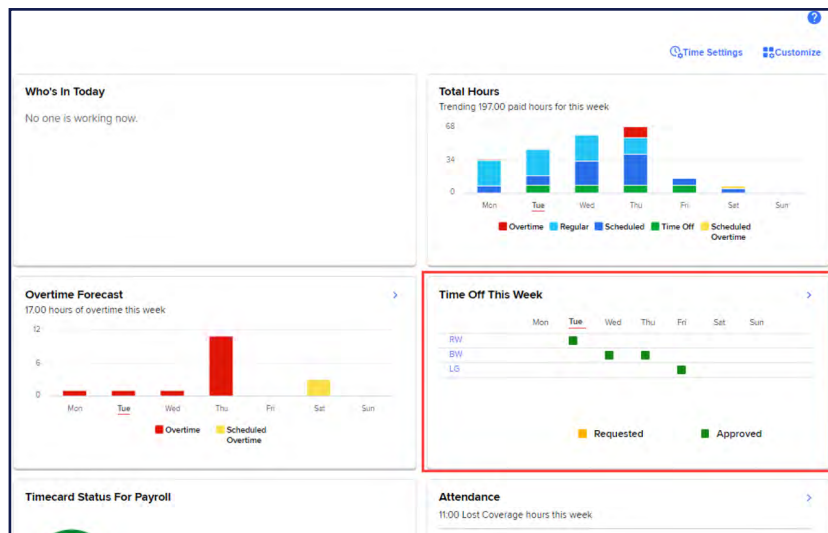 ?
Time Settings
Customize
Who's In Today
No one is working now.
Total Hours
Trending 197.00 paid hours for this week
68
34
0
Mon Tue Wed Thu Fri Sat Sun
Overtime Regular Scheduled Time Off Scheduled
Overtime
Overtime Forecast
17.00 hours of overtime this week
12
6
0
Mon Tue Wed Thu Fri Sat Sun
Overtime Scheduled
Overtime
Time Off This Week
Mon Tue Wed Thu Fri Sat Sun
RW
BW
LG
Requested Approved
Timecard Status For Payroll
Attendance
11:00 Lost Coverage hours this week